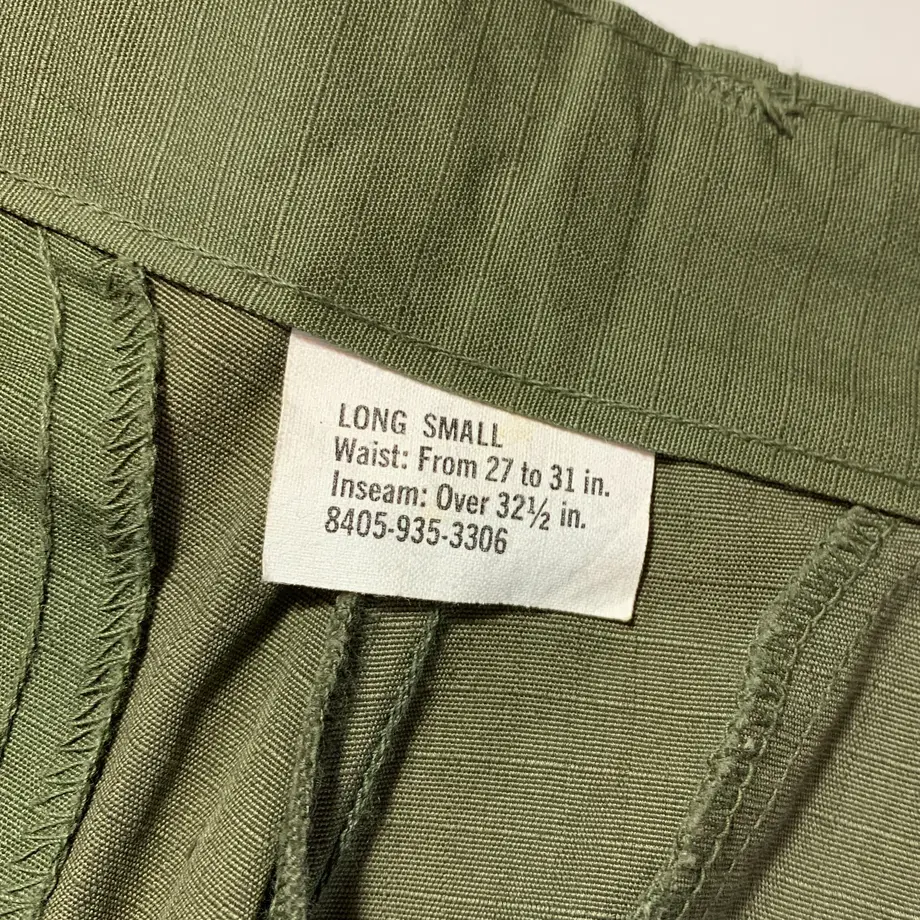 LONG SMALL
Waist: From 27 to 31 in.
Inseam: Over 32½ in.
8405-935-3306